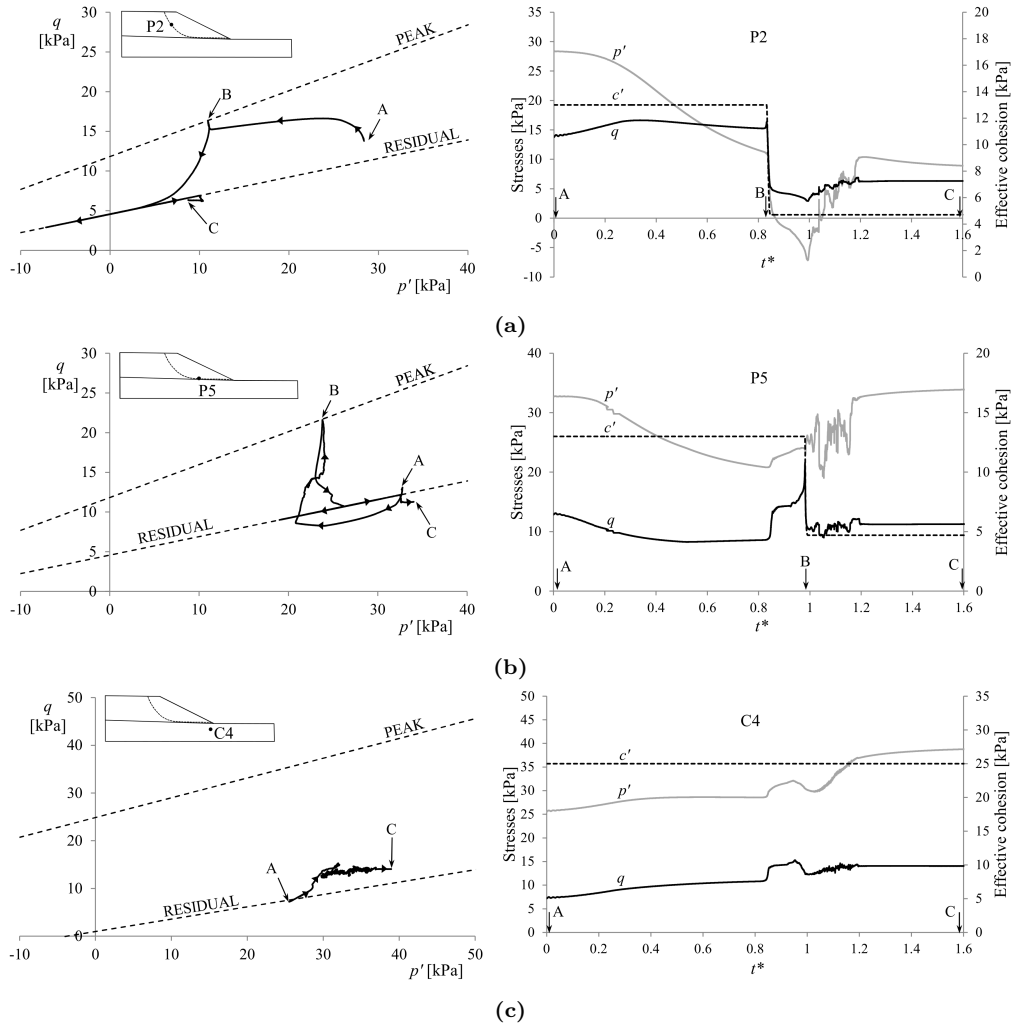 q
[kPa]
30
25
20
15
10
5
0
-10
0
10
20
30
40
p′ [kPa]
P2
PEAK
RESIDUAL
A
B
C
P2
Stresses [kPa]
35
30
25
20
15
10
5
0
-5
-10
0
0.2
0.4
0.6
0.8
1
1.2
1.4
1.6
t*
Effective cohesion [kPa]
20
18
16
14
12
10
8
6
4
2
0
p′
c′
q
A
B
C
(a)
q
[kPa]
30
25
20
15
10
5
0
-10
0
10
20
30
40
p′ [kPa]
P5
PEAK
RESIDUAL
B
A
C
P5
Stresses [kPa]
40
30
20
10
0
0
0.2
0.4
0.6
0.8
1
1.2
1.4
1.6
t*
Effective cohesion [kPa]
20
15
10
5
0
p′
c′
q
A
B
C
(b)
q
[kPa]
50
40
30
20
10
0
0
10
20
30
40
50
p′ [kPa]
C4
PEAK
RESIDUAL
A
C
C4
Stresses [kPa]
50
45
40
35
30
25
20
15
10
5
0
0
0.2
0.4
0.6
0.8
1
1.2
1.4
1.6
t*
Effective cohesion [kPa]
35
30
25
20
15
10
5
0
c′
p′
q
A
C
(c)